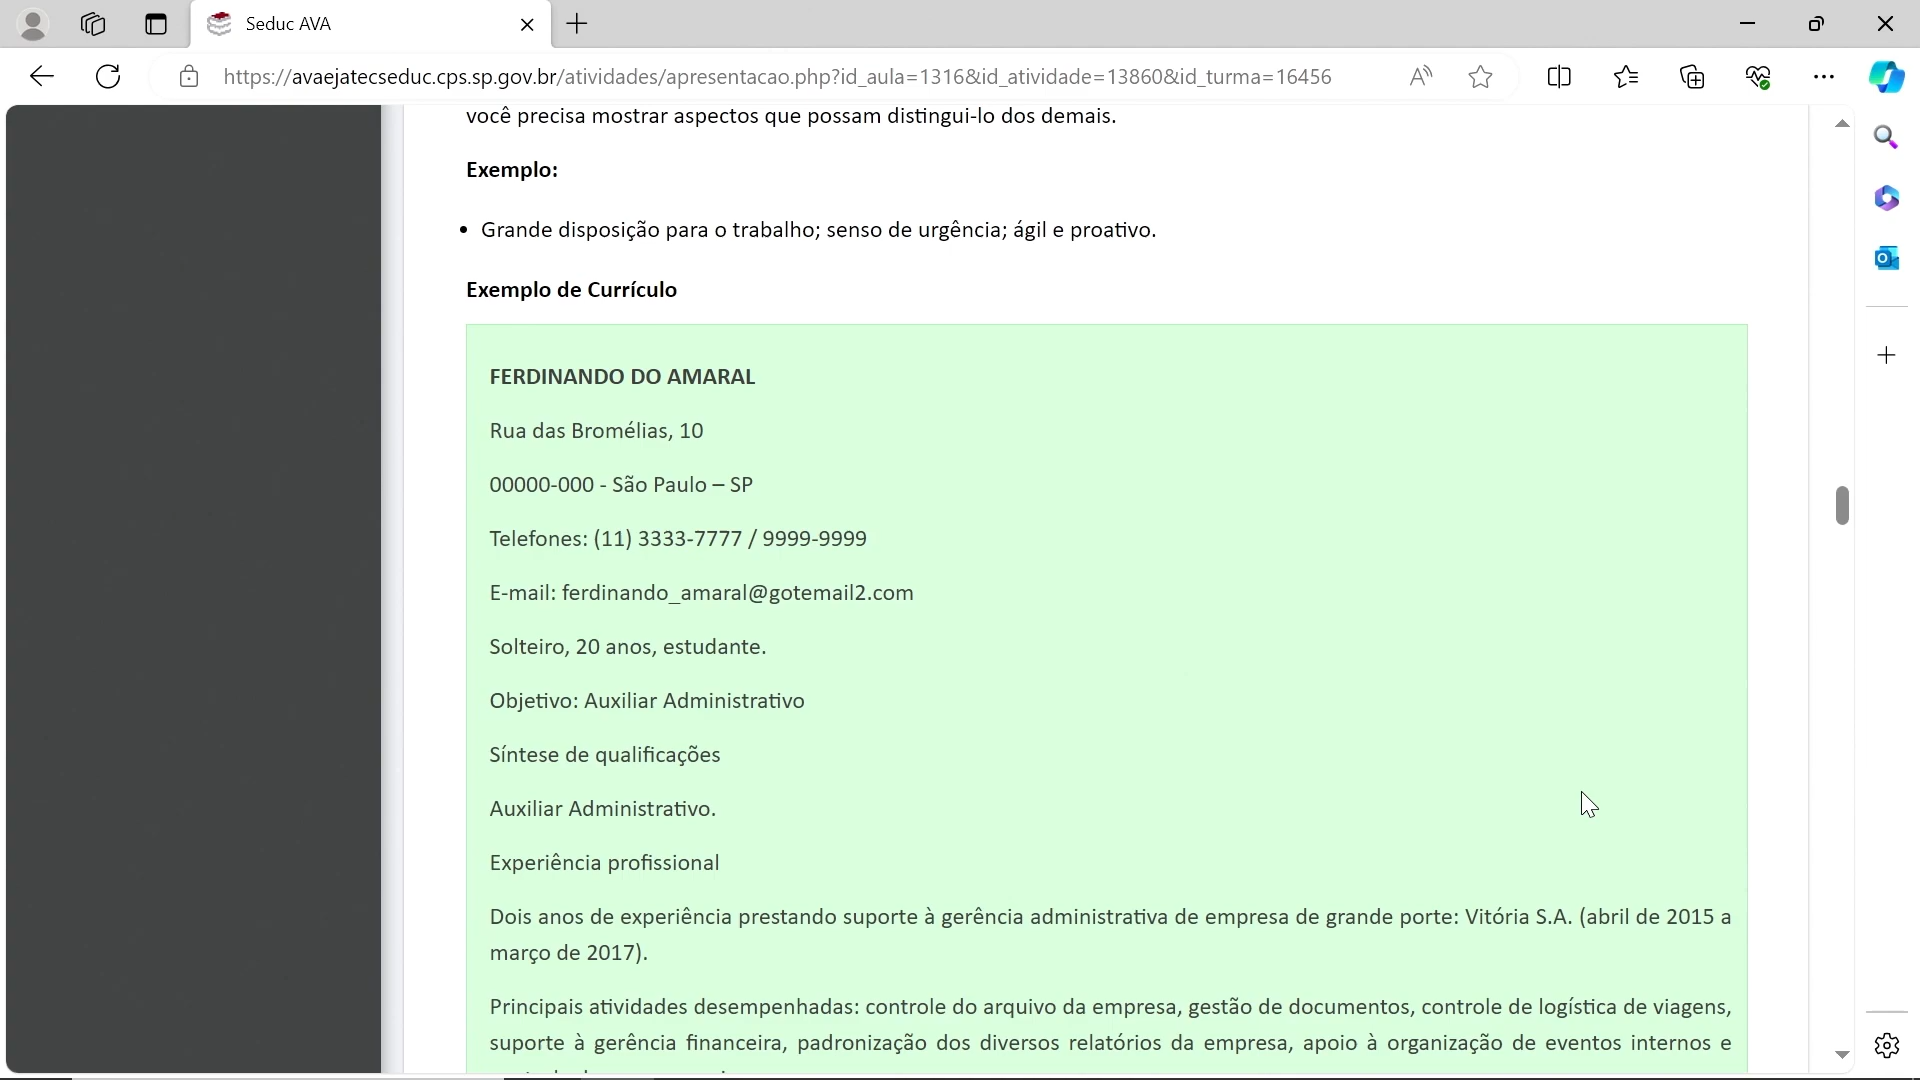 Seduc AVA
https://avaejatecseduc.cps.sp.gov.br/atividades/apresentacao.php?id_aula=1316&id_atividade=13860&id_turma=16456
você precisa mostrar aspectos que possam distingui-lo dos demais.
Exemplo:
• Grande disposição para o trabalho; senso de urgência; ágil e proativo.
Exemplo de Currículo
FERDINANDO DO AMARAL
Rua das Bromélias, 10
00000-000 - São Paulo – SP
Telefones: (11) 3333-7777 / 9999-9999
E-mail: ferdinando_amaral@gotemail2.com
Solteiro, 20 anos, estudante.
Objetivo: Auxiliar Administrativo
Síntese de qualificações
Auxiliar Administrativo.
Experiência profissional
Dois anos de experiência prestando suporte à gerência administrativa de empresa de grande porte: Vitória S.A. (abril de 2015 a
março de 2017).
Principais atividades desempenhadas: controle do arquivo da empresa, gestão de documentos, controle de logística de viagens,
suporte à gerência financeira, padronização dos diversos relatórios da empresa, apoio à organização de eventos internos e